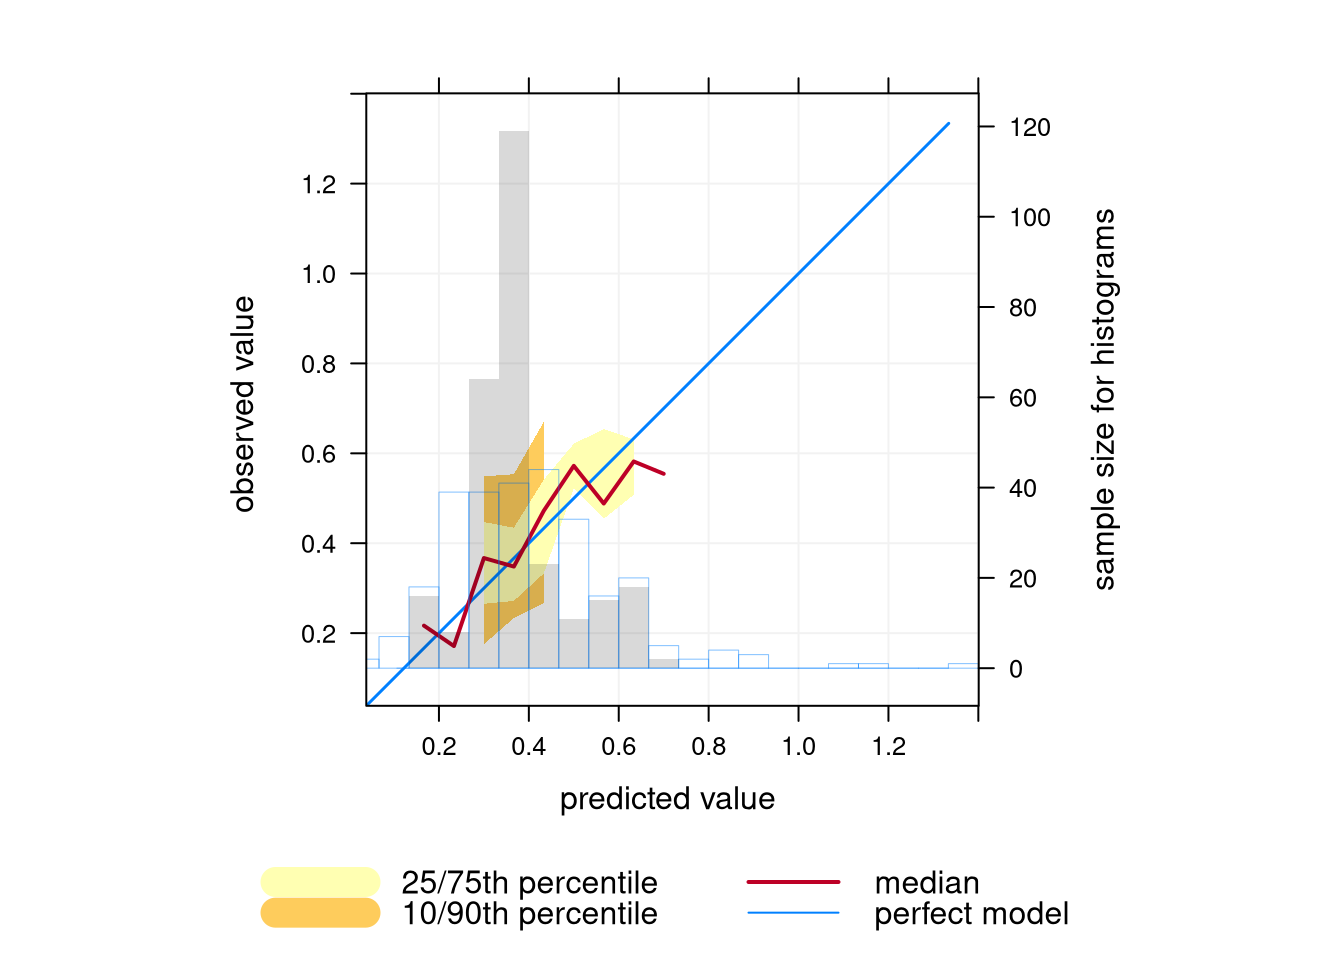 observed value
1.2
1.0
0.8
0.6
0.4
0.2
120
100
80
60
40
20
0
sample size for histograms
0.2 0.4 0.6 0.8 1.0 1.2
predicted value
25/75th percentile
10/90th percentile
median
perfect model